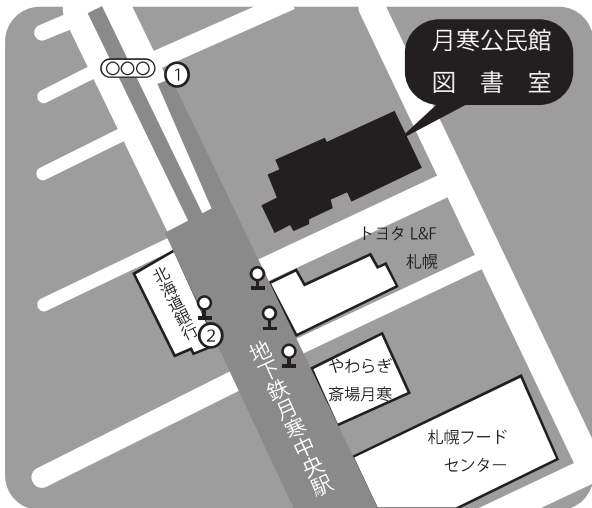 月寒公民館
図書室
①
トヨタ L&F
札幌
北海道銀行
②
地下鉄月寒中央駅
やわらぎ
斎場月寒
札幌フード
センター